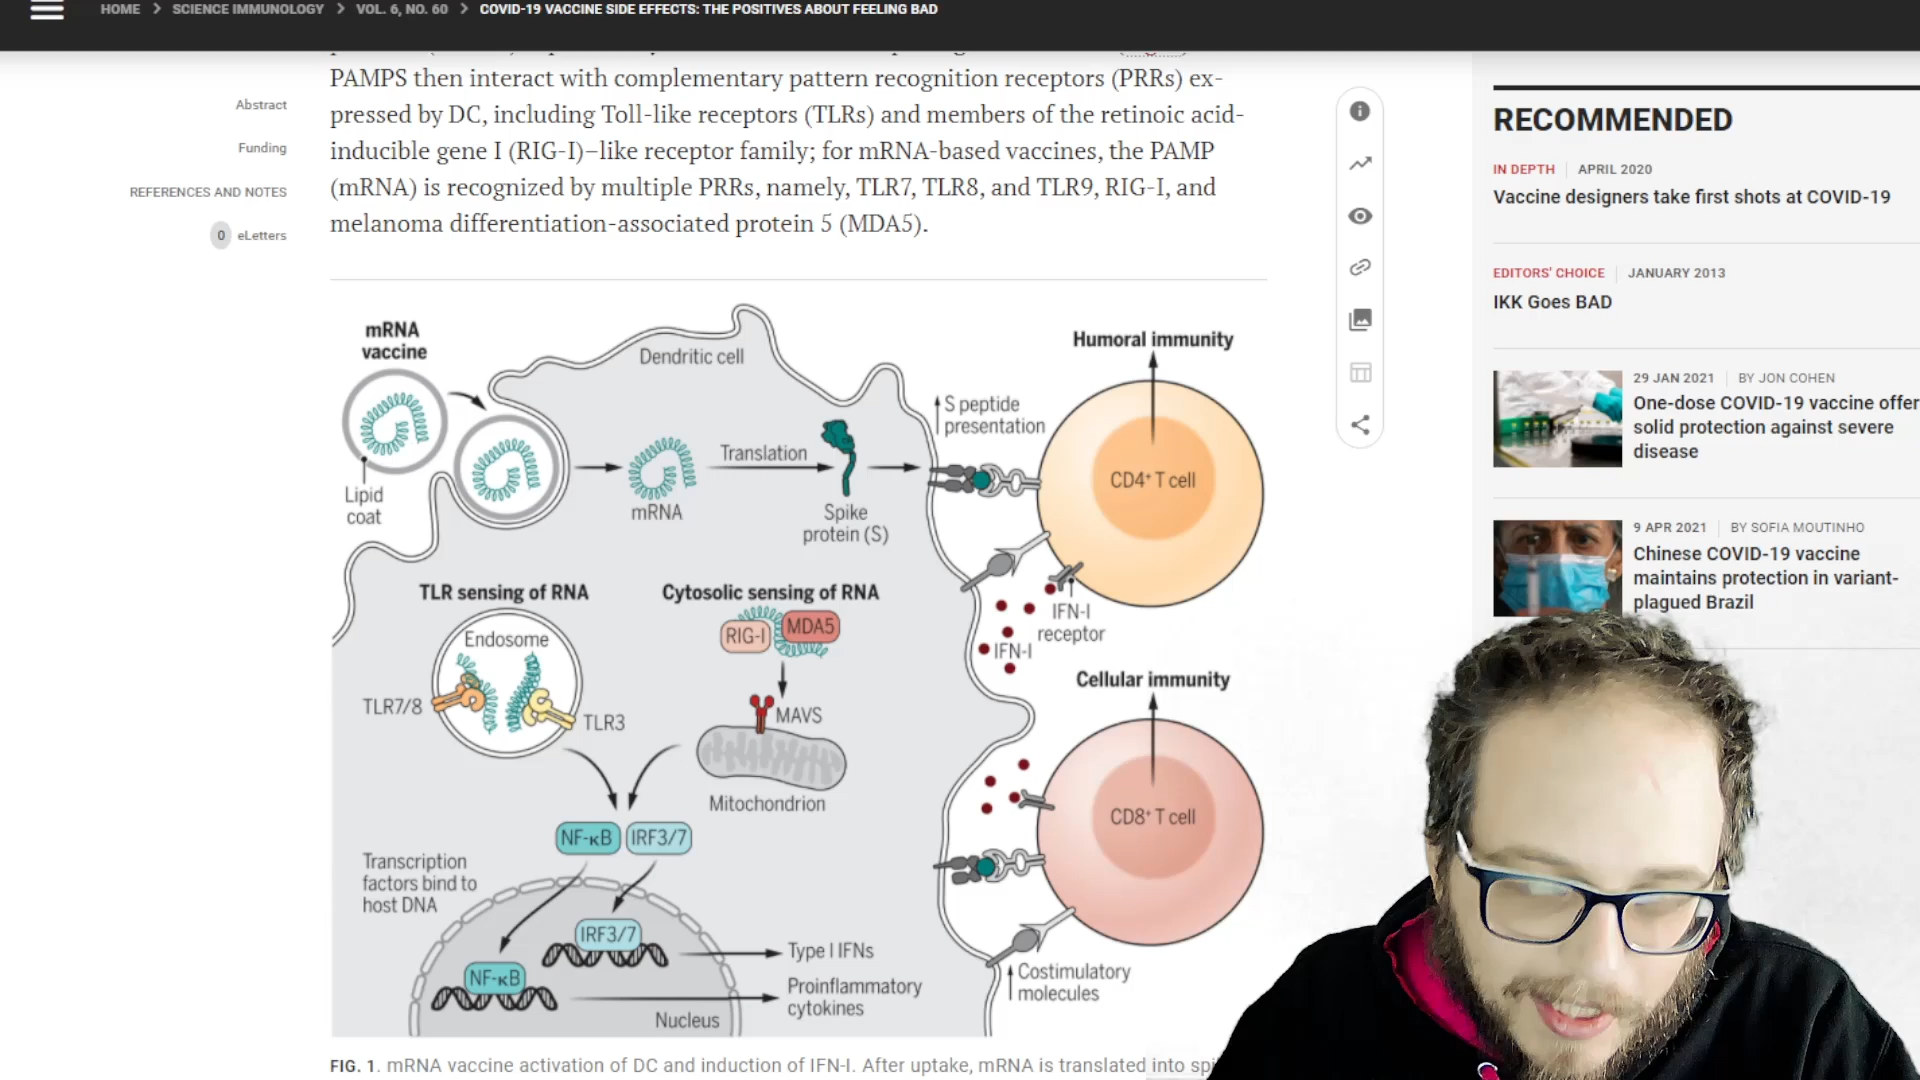 HOME > SCIENCE IMMUNOLOGY > VOL. 6, NO. 60 > COVID-19 VACCINE SIDE EFFECTS: THE POSITIVES ABOUT FEELING BAD
Abstract
Funding
REFERENCES AND NOTES
0 eLetters
PAMPS then interact with complementary pattern recognition receptors (PRRs) ex-
pressed by DC, including Toll-like receptors (TLRs) and members of the retinoic acid-
inducible gene I (RIG-I)–like receptor family; for mRNA-based vaccines, the PAMP
(mRNA) is recognized by multiple PRRs, namely, TLR7, TLR8, and TLR9, RIG-I, and
melanoma differentiation-associated protein 5 (MDA5).
mRNA
vaccine
Lipid
coat
Dendritic cell
mRNA
Translation
Spike
protein (S)
S peptide
presentation
Humoral immunity
CD4⁺ T cell
IFN-I
receptor
IFN-I
TLR sensing of RNA
Endosome
TLR7/8
TLR3
Cytosolic sensing of RNA
RIG-I
MDA5
MAVS
Mitochondrion
Cellular immunity
CD8⁺ T cell
Costimulatory
molecules
NF-κB
IRF3/7
Transcription
factors bind to
host DNA
IRF3/7
NF-κB
Type I IFNs
Proinflammatory
cytokines
Nucleus
FIG. 1. mRNA vaccine activation of DC and induction of IFN-I. After uptake, mRNA is translated into
RECOMMENDED
IN DEPTH | APRIL 2020
Vaccine designers take first shots at COVID-19
EDITORS' CHOICE | JANUARY 2013
IKK Goes BAD
29 JAN 2021 | BY JON COHEN
One-dose COVID-19 vaccine offer
solid protection against severe
disease
9 APR 2021 | BY SOFIA MOUTINHO
Chinese COVID-19 vaccine
maintains protection in variant-
plagued Brazil